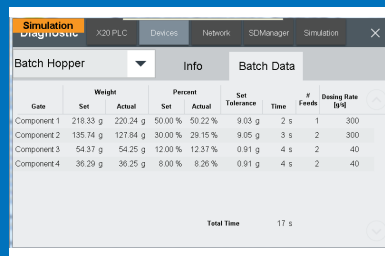 Simulation
Diagnostic X20 PLC Devices Network SDManager Simulation
Batch Hopper Info Batch Data
Weight Percent Set # Dosing Rate
Gate Set Actual Set Actual Tolerance Time Feeds [g/s]
Component 1 218.33 g 220.24 g 50.00 % 50.22 % 9.03 g 2 s 1 300
Component 2 135.74 g 127.84 g 30.00 % 29.15 % 9.05 g 3 s 2 300
Component 3 54.37 g 54.25 g 12.00 % 12.37 % 0.91 g 4 s 2 40
Component 4 36.29 g 36.25 g 8.00 % 8.26 % 0.91 g 4 s 2 40
Total Time 17 s